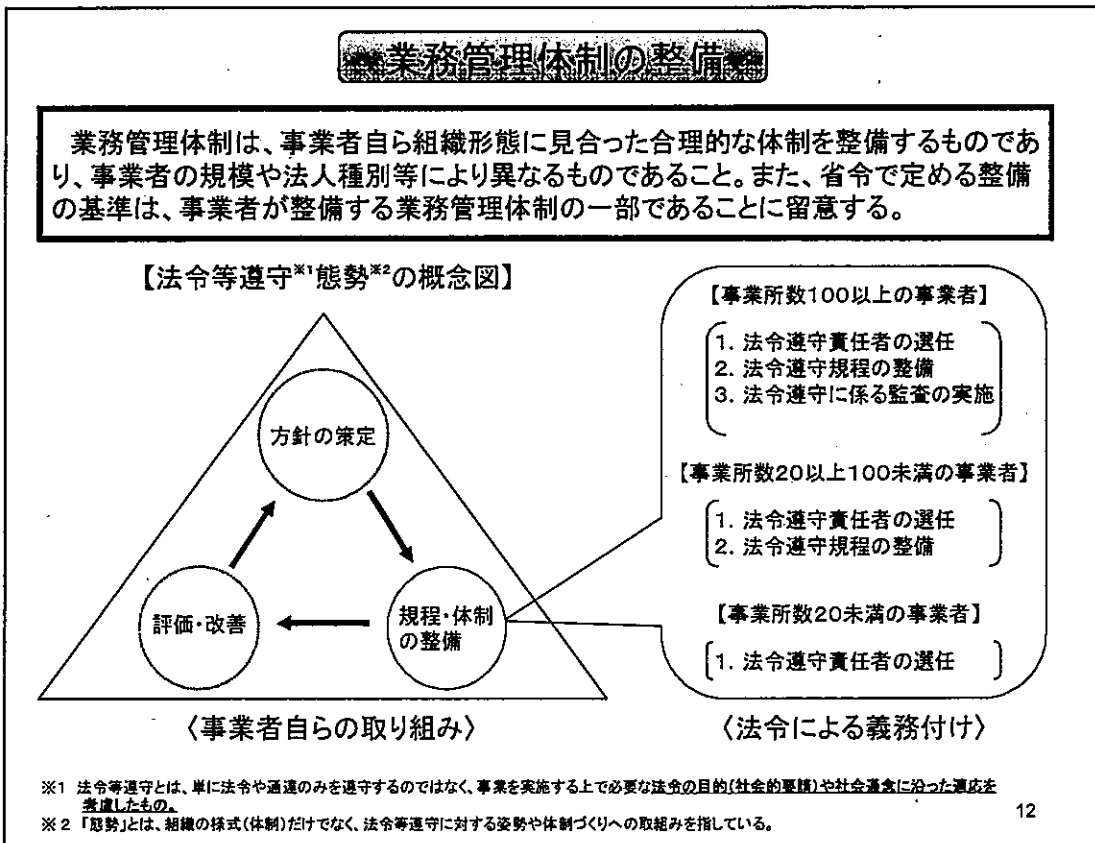 業務管理体制の整備
業務管理体制は、事業者自ら組織形態に見合った合理的な体制を整備するものであ
り、事業者の規模や法人種別等により異なるものであること。また、省令で定める整備
の基準は、事業者が整備する業務管理体制の一部であることに留意する。
【法令等遵守※1態勢※2の概念図】
方針の策定
評価・改善
規程・体制
の整備
〈事業者自らの取り組み〉
【事業所数100以上の事業者】
1. 法令遵守責任者の選任
2. 法令遵守規程の整備
3. 法令遵守に係る監査の実施
【事業所数20以上100未満の事業者】
1. 法令遵守責任者の選任
2. 法令遵守規程の整備
【事業所数20未満の事業者】
1. 法令遵守責任者の選任
〈法令による義務付け〉
※1 法令等遵守とは、単に法令や通達のみを遵守するのではなく、事業を実施する上で必要な法令の目的(社会的要請)や社会通念に沿った適応を
考慮したもの。
※2 「態勢」とは、組織の様式(体制)だけでなく、法令等遵守に対する姿勢や体制づくりへの取組みを指している。
12